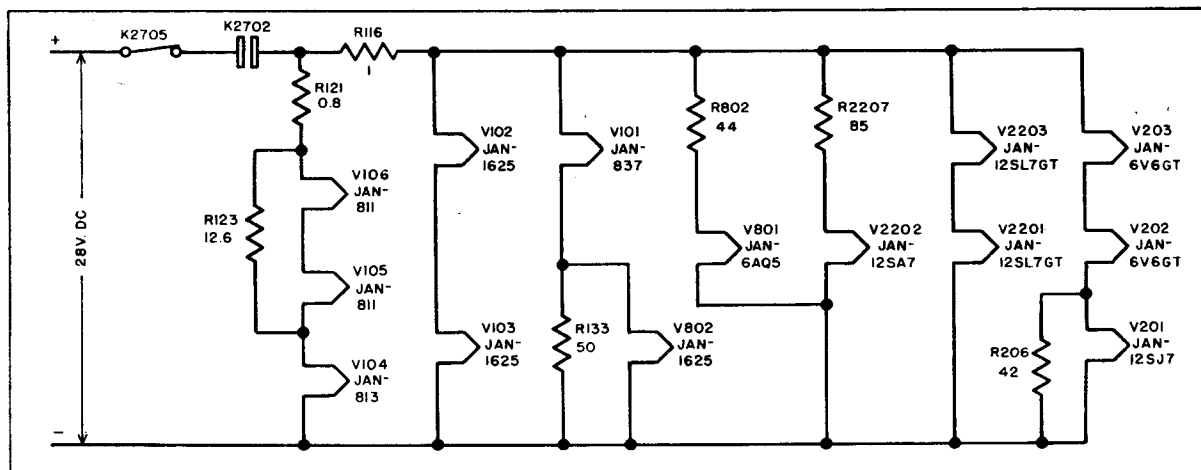 K2705
K2702
R116
1
+
R121
0.8
R802
44
R2207
85
V102
JAN-
1625
V101
JAN-
837
V2203
JAN-
12SL7GT
V203
JAN-
6V6GT
V106
JAN-
811
R123
12.6
28V. DC
V801
JAN-
6AQ5
V2202
JAN-
12SA7
V2201
JAN-
12SL7GT
V202
JAN-
6V6GT
V105
JAN-
811
V103
JAN-
1625
R133
50
V802
JAN-
1625
V201
JAN-
12SJ7
R206
42
V104
JAN-
813
-